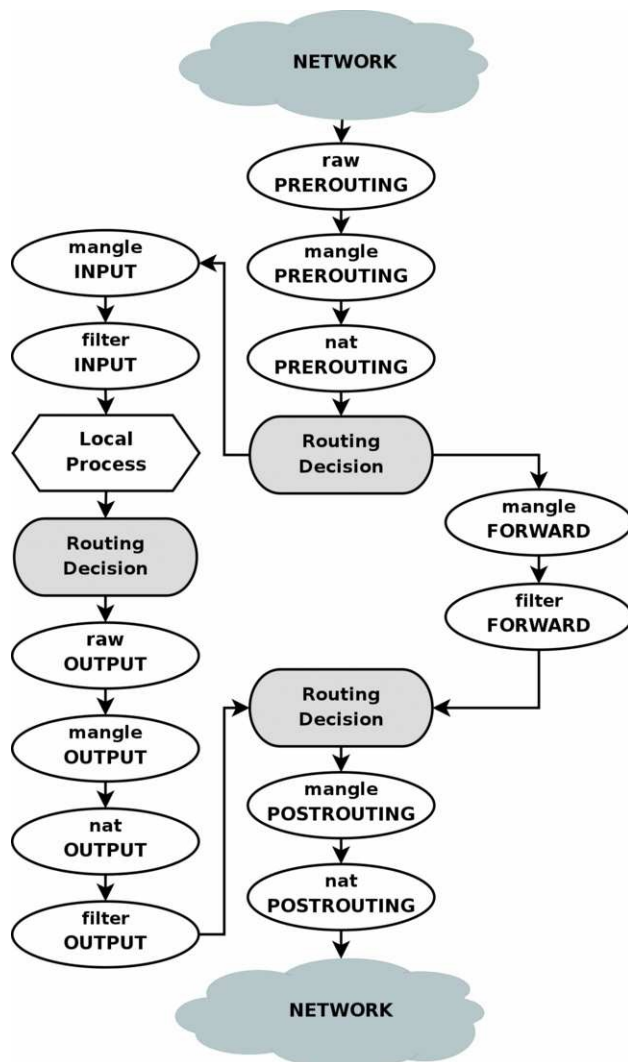 NETWORK
raw
PREROUTING
mangle
PREROUTING
nat
PREROUTING
Routing
Decision
mangle
INPUT
filter
INPUT
Local
Process
Routing
Decision
raw
OUTPUT
mangle
OUTPUT
nat
OUTPUT
filter
OUTPUT
mangle
FORWARD
filter
FORWARD
Routing
Decision
mangle
POSTROUTING
nat
POSTROUTING
NETWORK